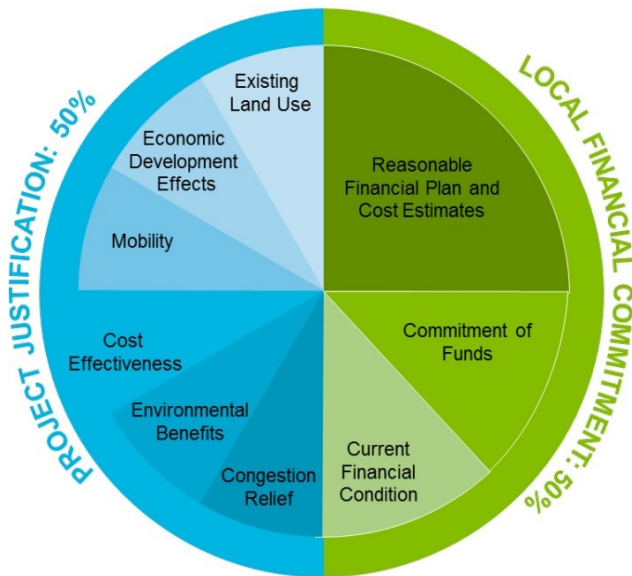 PROJECT JUSTIFICATION: 50%
Existing
Land Use
Economic
Development
Effects
Mobility
Cost
Effectiveness
Environmental
Benefits
Congestion
Relief
LOCAL FINANCIAL COMMITMENT: 50%
Reasonable
Financial Plan and
Cost Estimates
Commitment of
Funds
Current
Financial
Condition